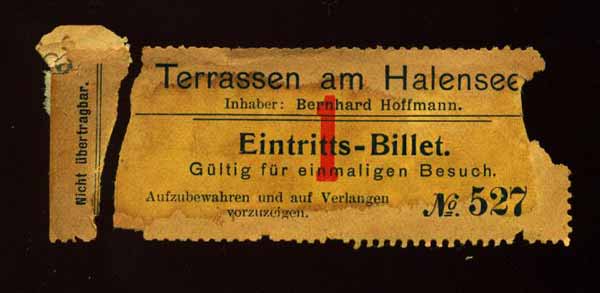 Nicht übertragbar.
Terrassen am Halensee
Inhaber: Bernhard Hoffmann.
1
Eintritts-Billet.
Gültig für einmaligen Besuch.
Aufzubewahren und auf Verlangen
vorzuzeigen.
No. 527